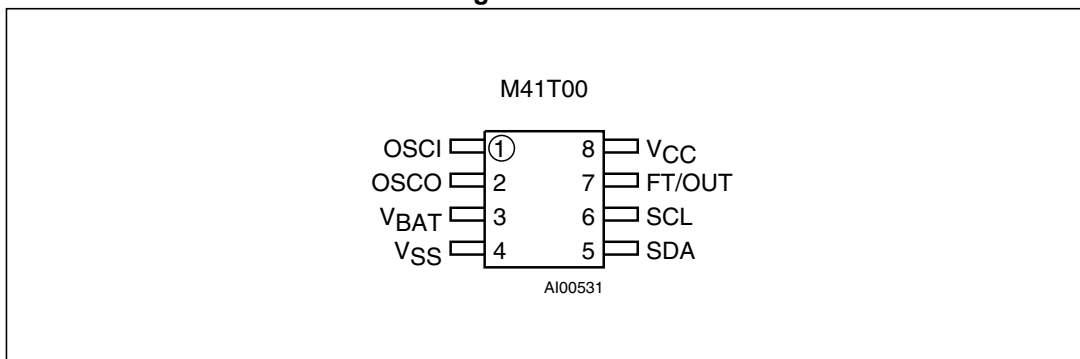 M41T00
OSCI 1 8 VCC
OSCO 2 7 FT/OUT
VBAT 3 6 SCL
VSS 4 5 SDA
AI00531